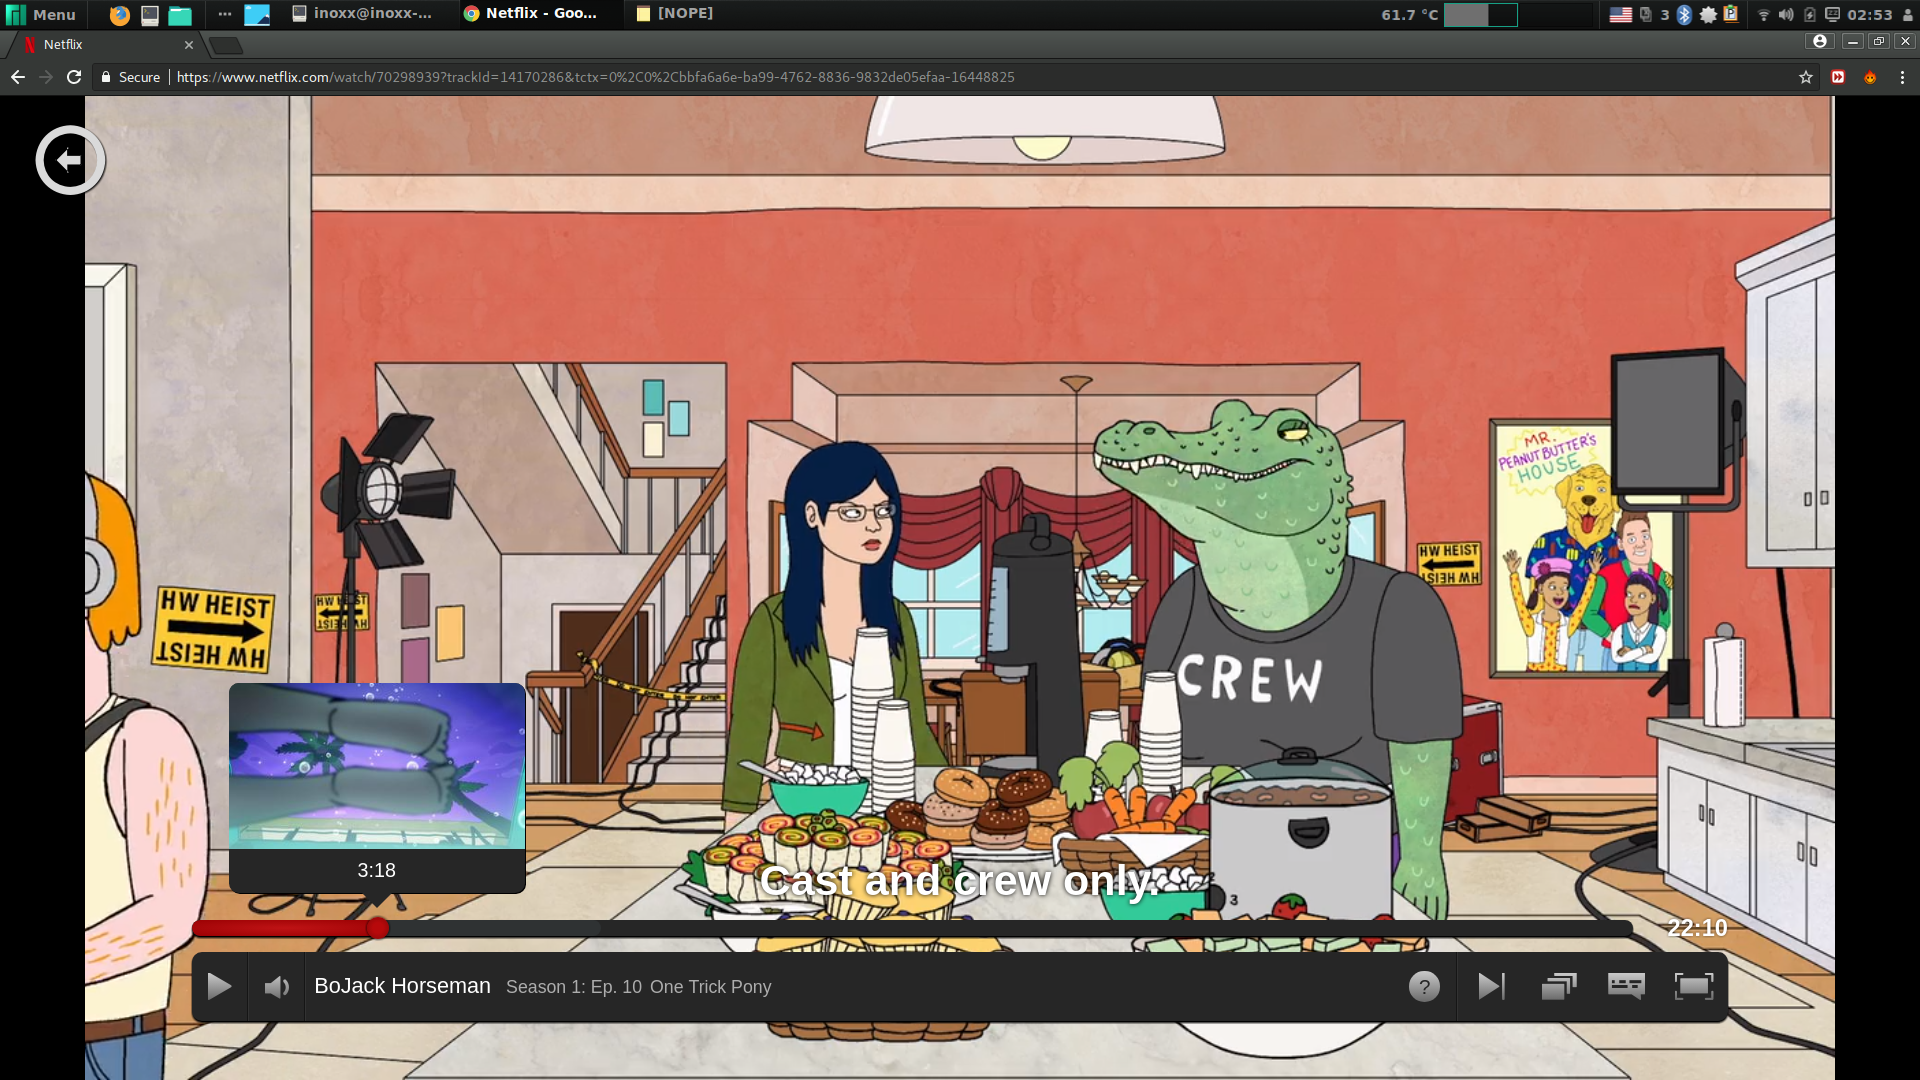 Menu
inoxx@inoxx-...
Netflix - Goo...
[NOPE]
61.7 °C
3
02:53
Netflix
Secure
https://www.netflix.com/watch/70298939?trackId=14170286&tctx=0%2C0%2Cbbfa6a6e-ba99-4762-8836-9832de05efaa-16448825
MR.
PEANUTBUTTER'S
HOUSE
HW HEIST
HW HEIST
HW HEIST
HW HEIST
HW HEIST
HW HEIST
CREW
3:18
Cast and crew only.
3
22:10
BoJack Horseman
Season 1: Ep. 10 One Trick Pony
?